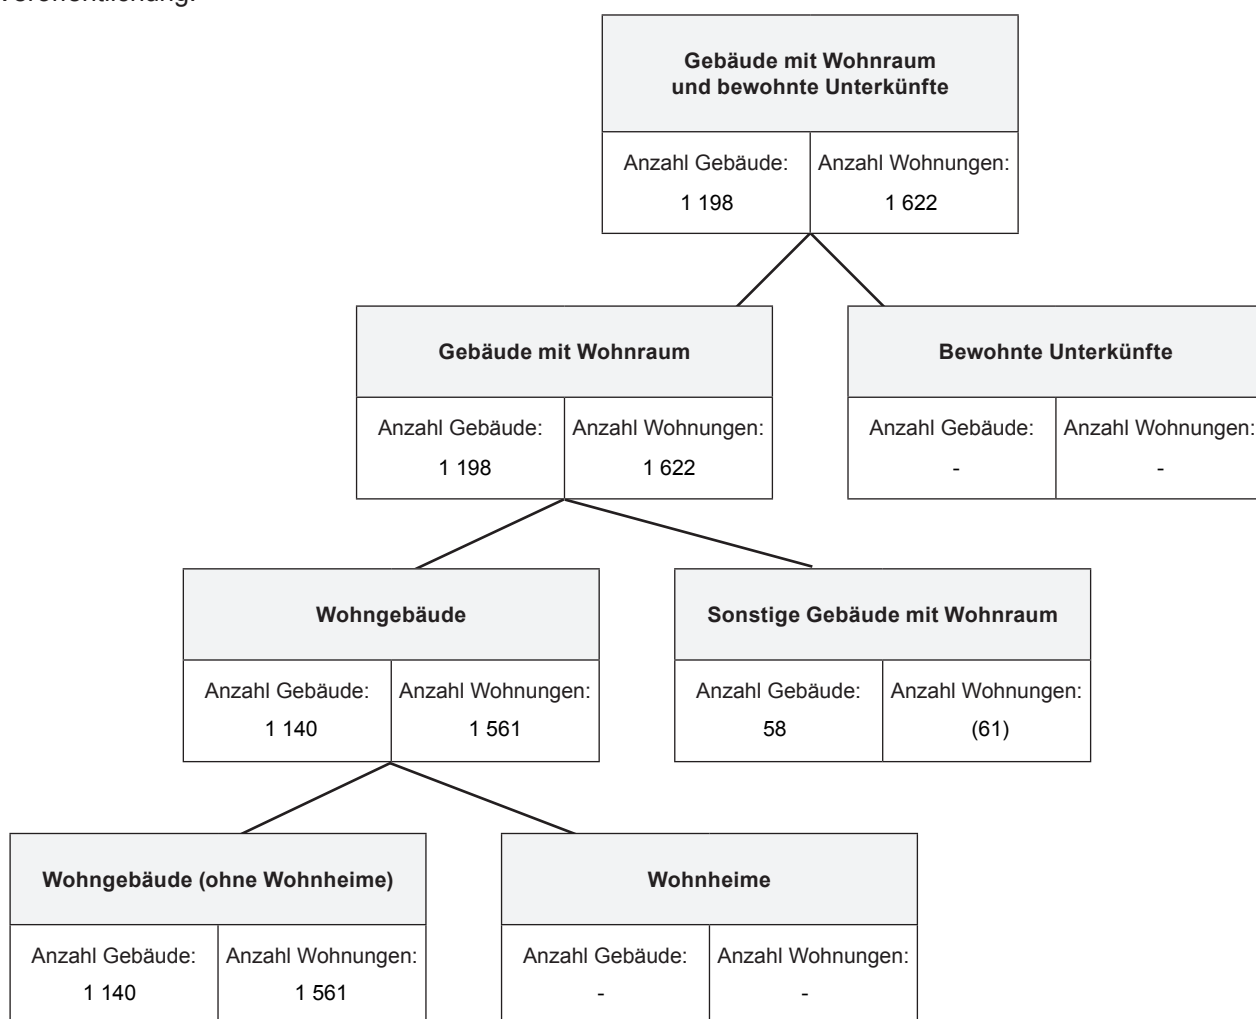 Veröffentlichung.
Gebäude mit Wohnraum
und bewohnte Unterkünfte
Anzahl Gebäude: Anzahl Wohnungen:
1 198 1 622
Gebäude mit Wohnraum Bewohnte Unterkünfte
Anzahl Gebäude: Anzahl Wohnungen: Anzahl Gebäude: Anzahl Wohnungen:
1 198 1 622 - -
Wohngebäude Sonstige Gebäude mit Wohnraum
Anzahl Gebäude: Anzahl Wohnungen: Anzahl Gebäude: Anzahl Wohnungen:
1 140 1 561 58 (61)
Wohngebäude (ohne Wohnheime) Wohnheime
Anzahl Gebäude: Anzahl Wohnungen: Anzahl Gebäude: Anzahl Wohnungen:
1 140 1 561 - -